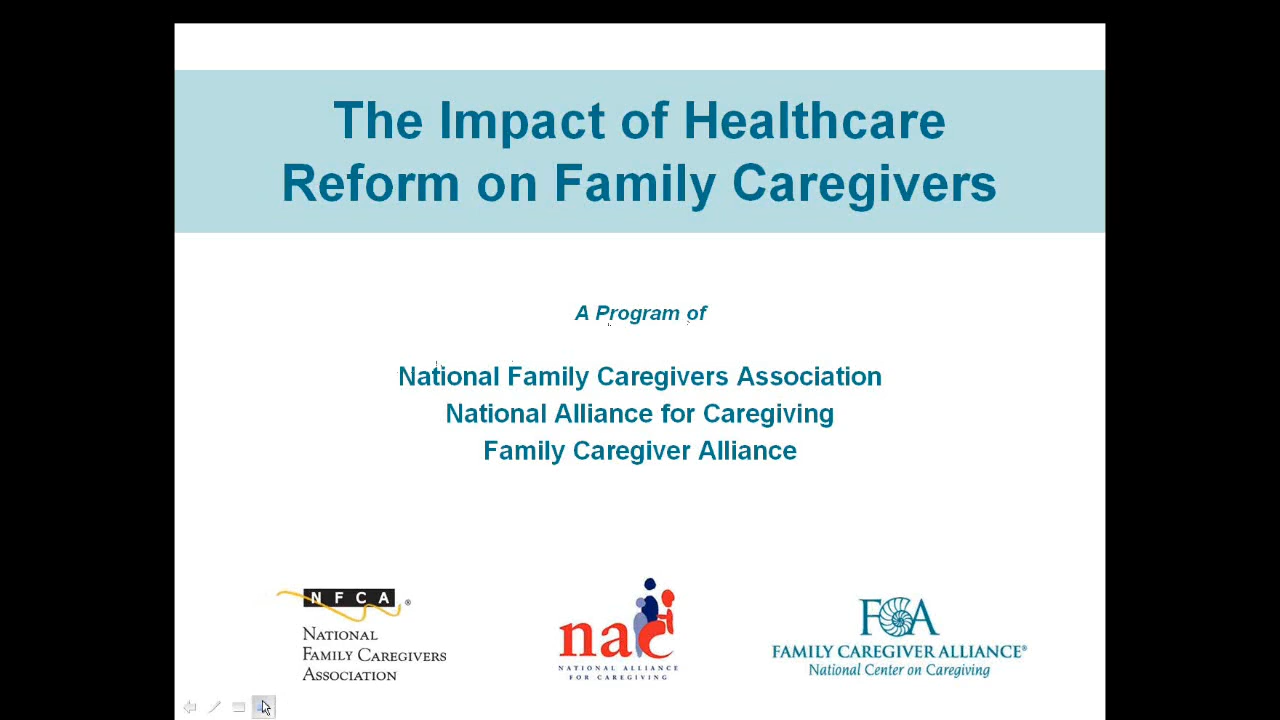 The Impact of Healthcare
Reform on Family Caregivers
A Program of
National Family Caregivers Association
National Alliance for Caregiving
Family Caregiver Alliance
NFCA®
NATIONAL
FAMILY CAREGIVERS
ASSOCIATION
nac
NATIONAL ALLIANCE
FOR CAREGIVING
FCA
FAMILY CAREGIVER ALLIANCE®
National Center on Caregiving